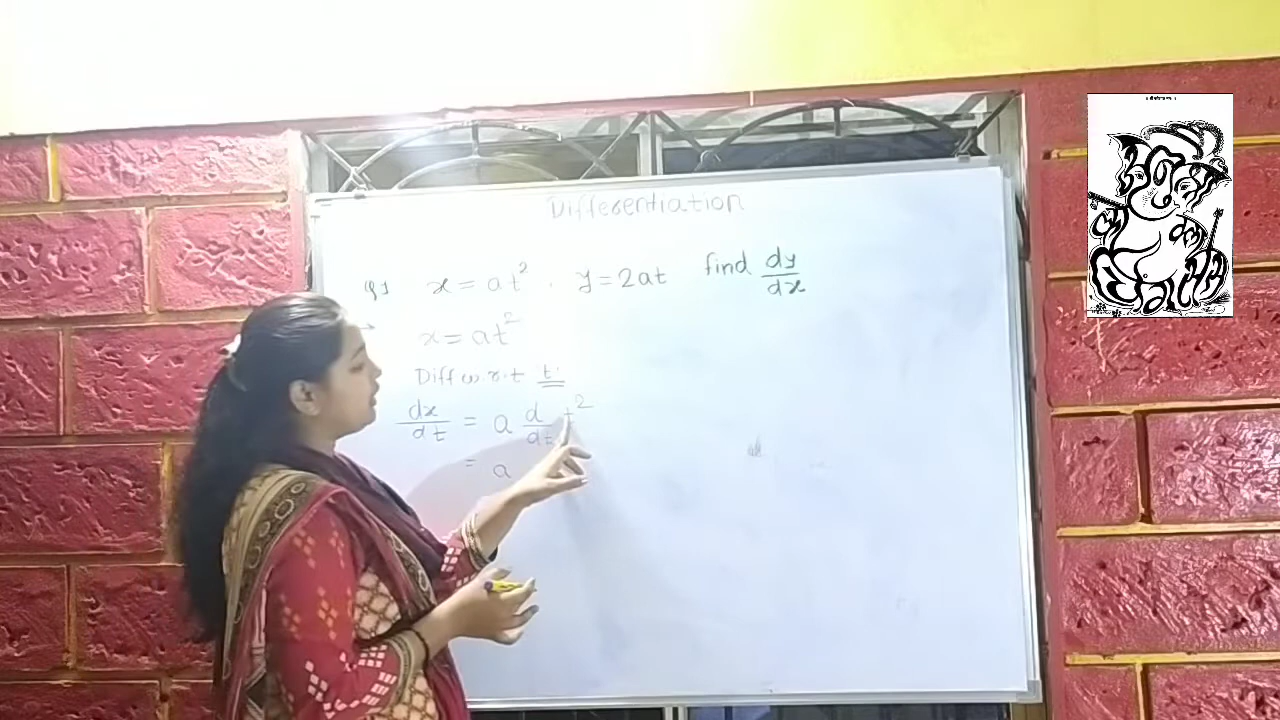 Differentiation
Q1 x = at² , y = 2at find dy/dx
→ x = at²
Diff w.r.t t.
dx/dt = a d/dt t²
= a